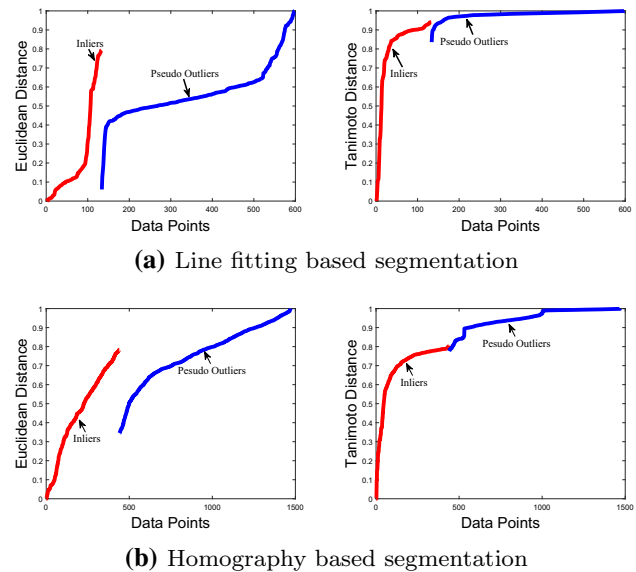 1
0.9
0.8
0.7
0.6
0.5
0.4
0.3
0.2
0.1
0
Euclidean Distance
Inliers
Pseudo Outliers
0 100 200 300 400 500 600
Data Points
1
0.9
0.8
0.7
0.6
0.5
0.4
0.3
0.2
0.1
0
Tanimoto Distance
Inliers
Pseudo Outliers
0 100 200 300 400 500 600
Data Points
(a) Line fitting based segmentation
1
0.9
0.8
0.7
0.6
0.5
0.4
0.3
0.2
0.1
0
Euclidean Distance
Inliers
Pesudo Outliers
0 500 1000 1500
Data Points
1
0.9
0.8
0.7
0.6
0.5
0.4
0.3
0.2
0.1
0
Tanimoto Distance
Inliers
Pesudo Outliers
0 500 1000 1500
Data Points
(b) Homography based segmentation